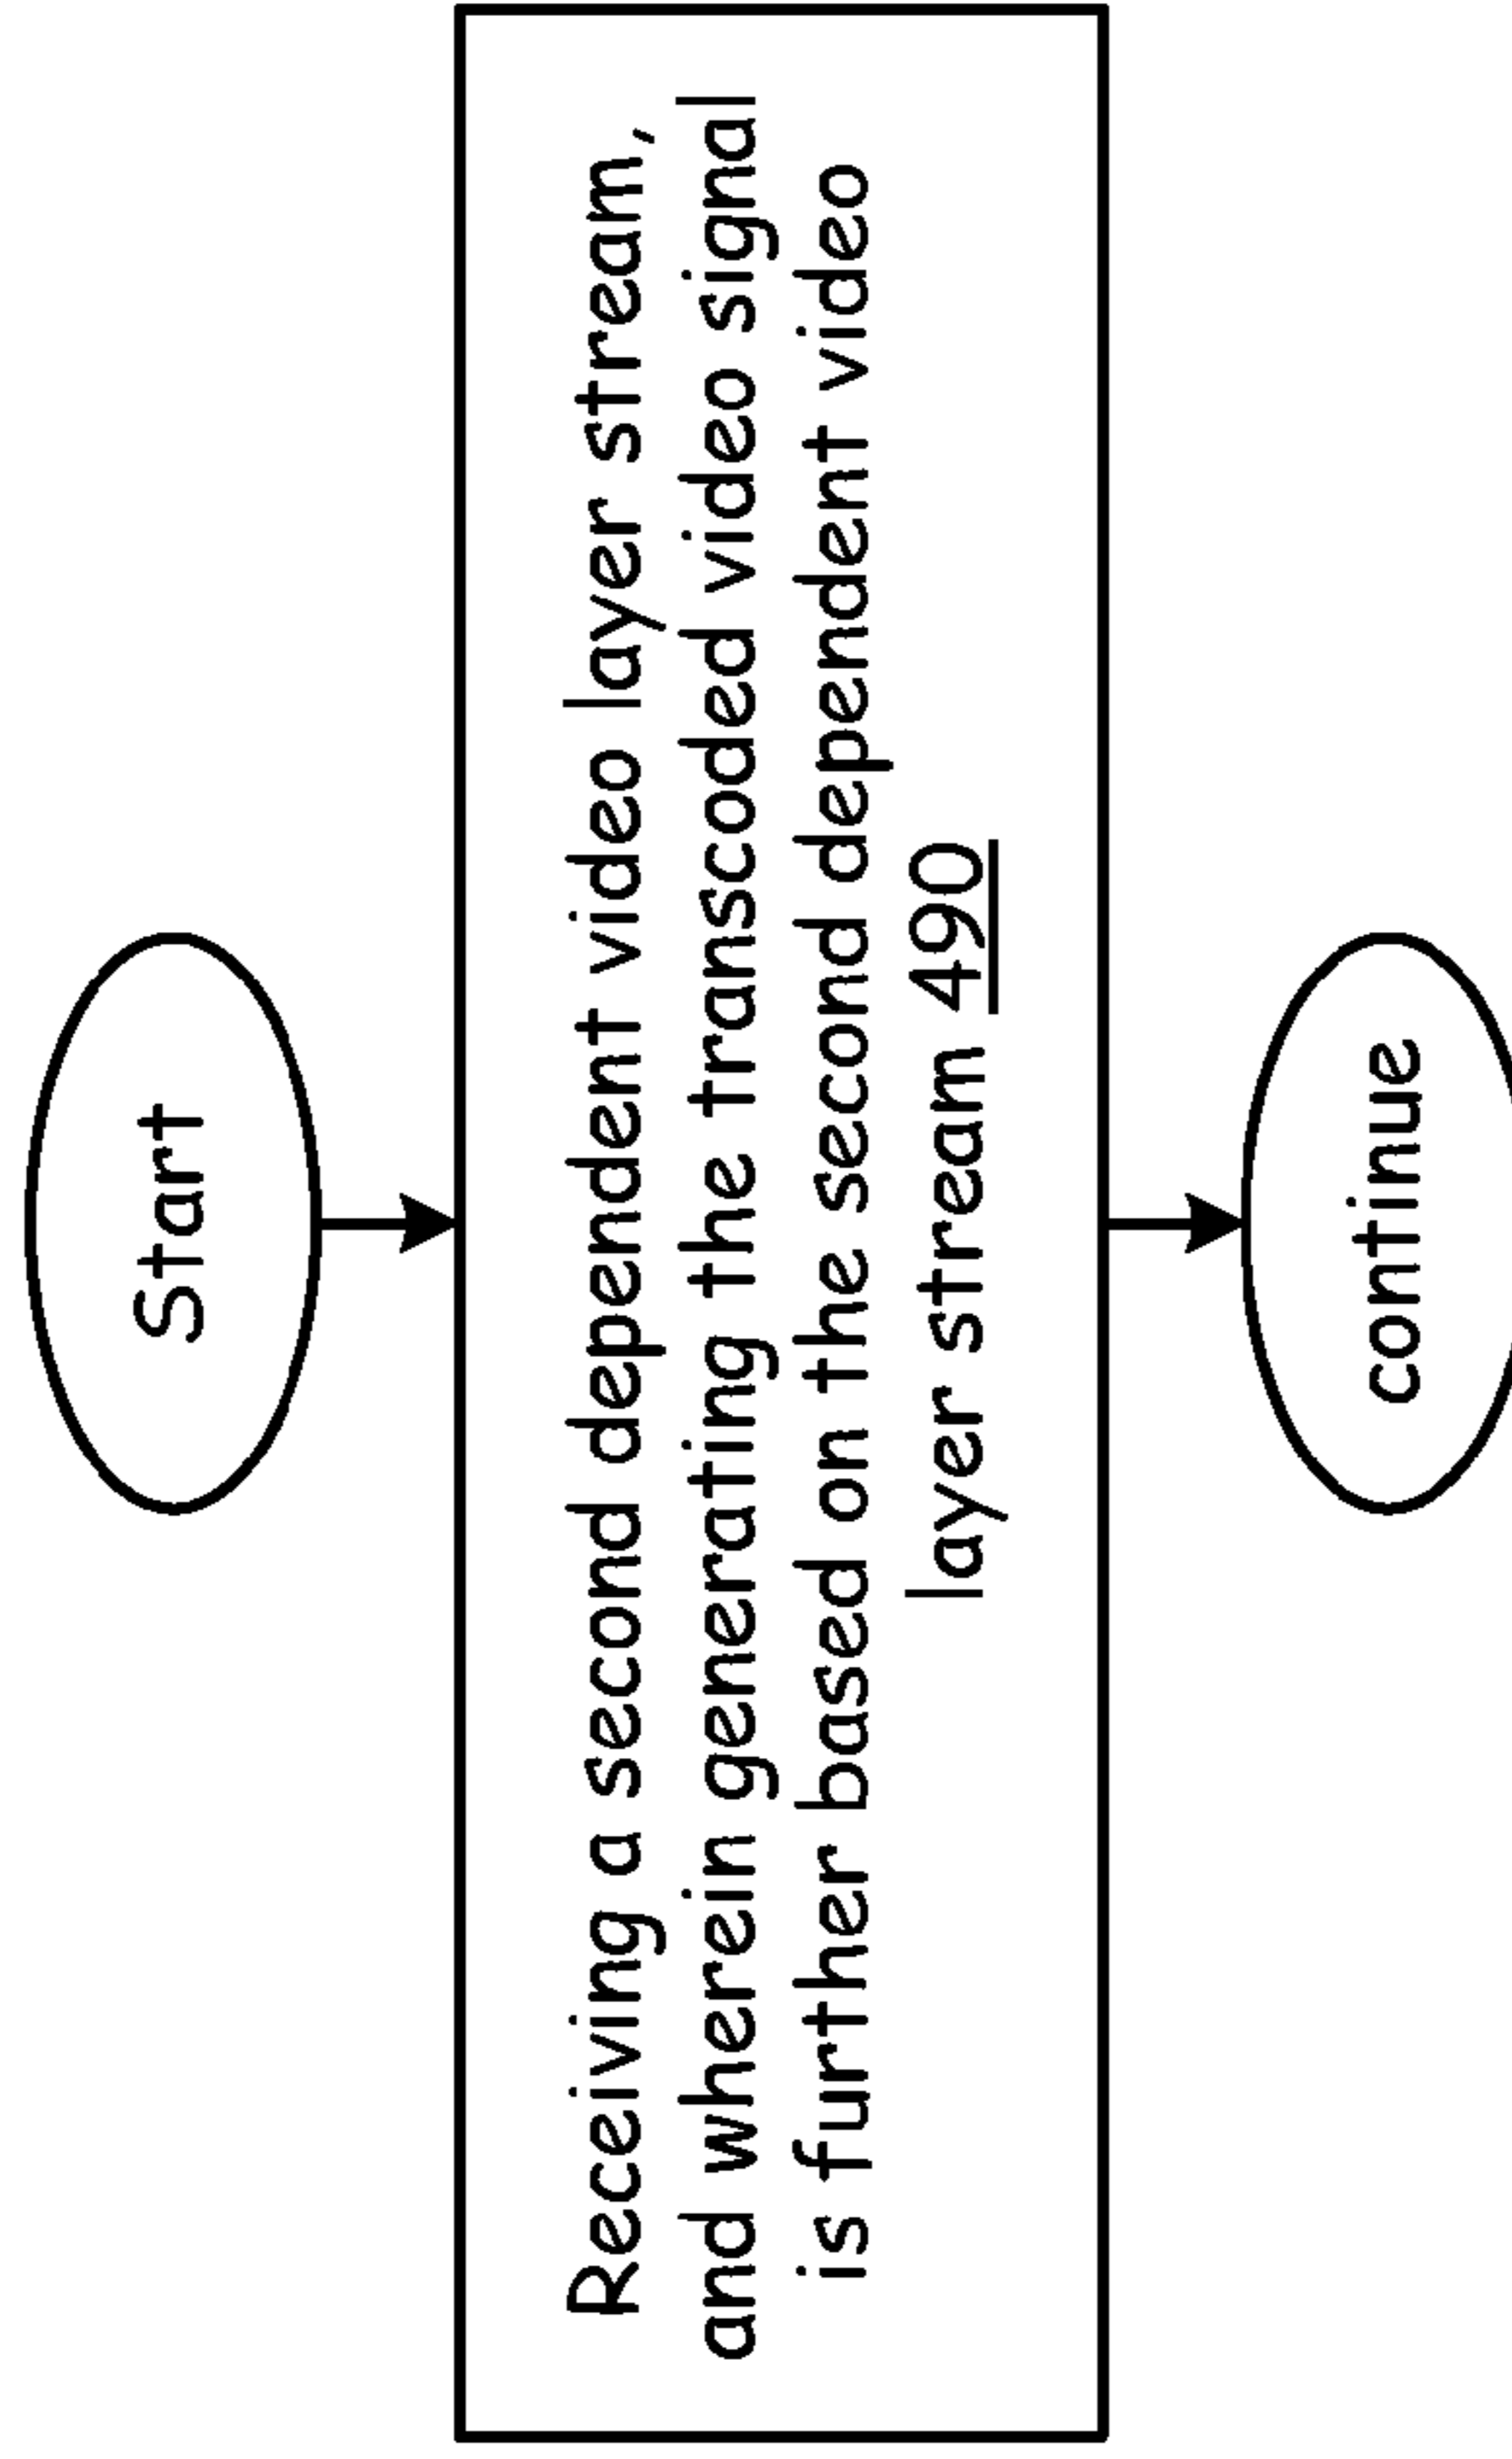 Start
Receiving a second dependent video layer stream,
and wherein generating the transcoded video signal
is further based on the second dependent video
layer stream 490
continue